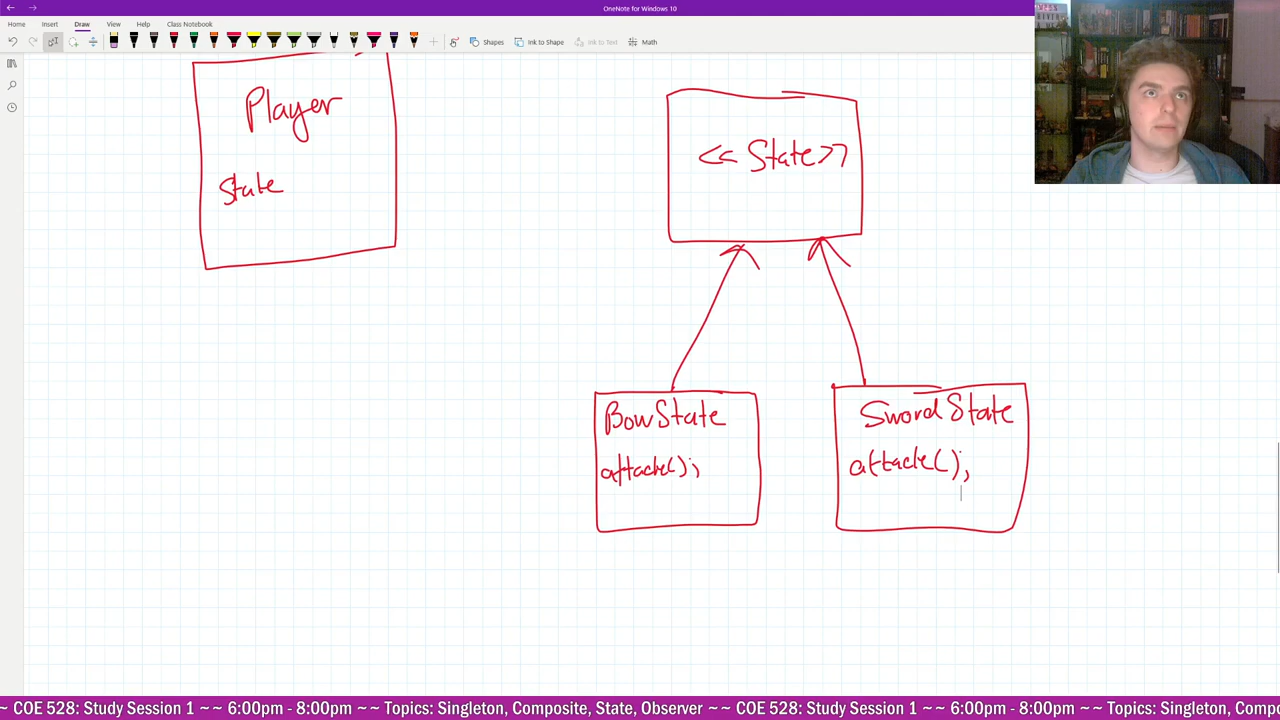 OneNote for Windows 10
Home Insert Draw View Help Class Notebook
Shapes Ink to Shape Ink to Text Math
Player
State
<< State >>
BowState
attack();
SwordState
attack();
~ COE 528: Study Session 1 ~~ 6:00pm - 8:00pm ~~ Topics: Singleton, Composite, State, Observer ~~ COE 528: Study Session 1 ~~ 6:00pm - 8:00pm ~~ Topics: Singleton, Compo